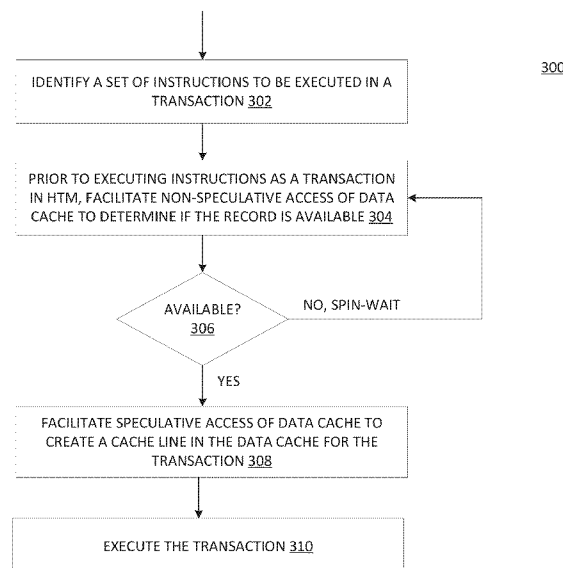 300
IDENTIFY A SET OF INSTRUCTIONS TO BE EXECUTED IN A
TRANSACTION 302
PRIOR TO EXECUTING INSTRUCTIONS AS A TRANSACTION
IN HTM, FACILITATE NON-SPECULATIVE ACCESS OF DATA
CACHE TO DETERMINE IF THE RECORD IS AVAILABLE 304
AVAILABLE?
306
NO, SPIN-WAIT
YES
FACILITATE SPECULATIVE ACCESS OF DATA CACHE TO
CREATE A CACHE LINE IN THE DATA CACHE FOR THE
TRANSACTION 308
EXECUTE THE TRANSACTION 310